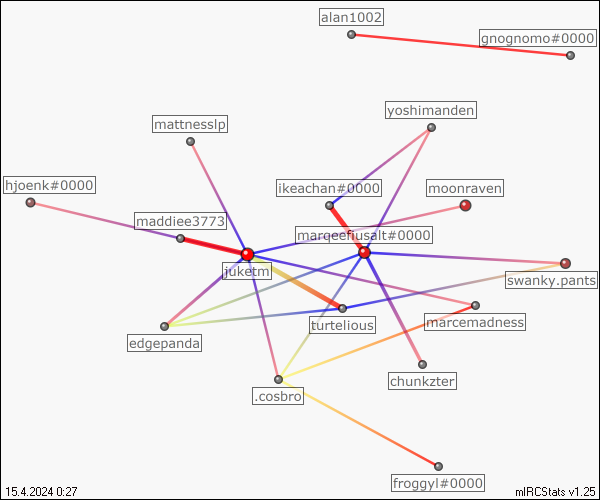 alan1002
gnognomo#0000
yoshimanden
mattnesslp
hjoenk#0000
ikeachan#0000
moonraven
maddiee3773
marqeefiusalt#0000
juketm
swanky.pants
turtelious
marcemadness
edgepanda
chunkzter
.cosbro
froggyl#0000
15.4.2024 0:27
mIRCStats v1.25